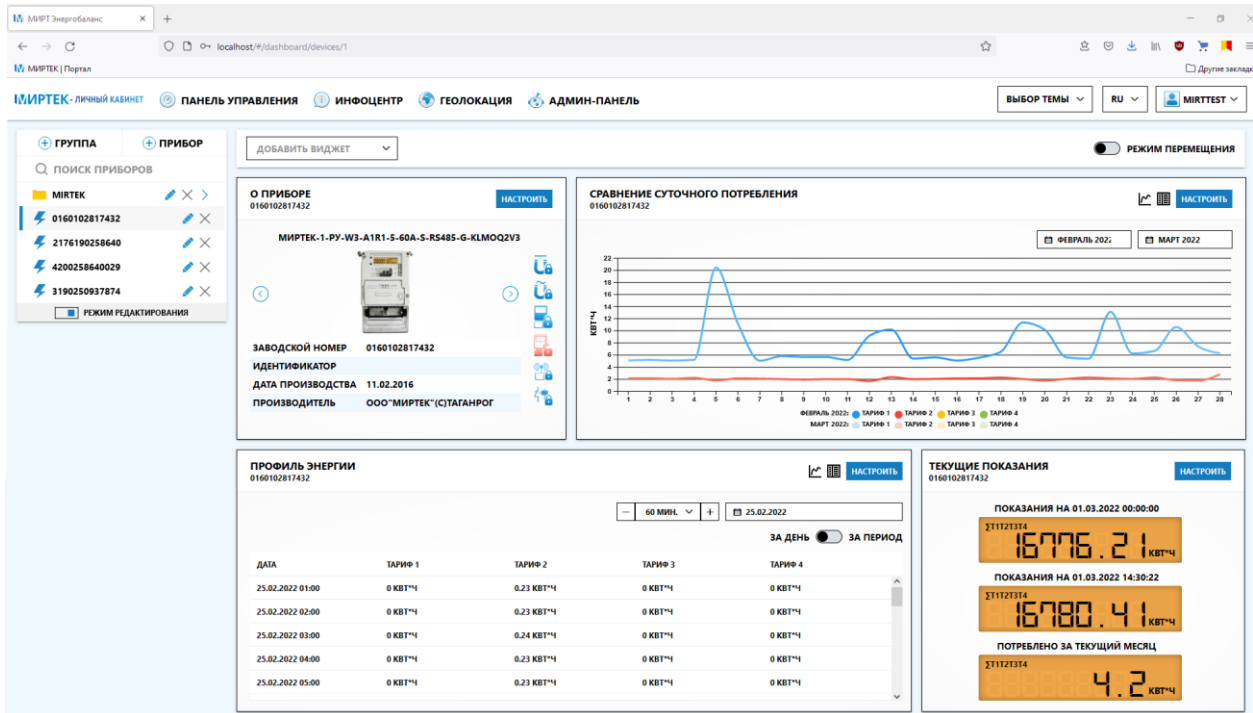 МИРТ Энергобаланс
localhost/#/dashboard/devices/1
МИРТЕК | Портал
Другие заклад
МИРТЕК - ЛИЧНЫЙ КАБИНЕТ ПАНЕЛЬ УПРАВЛЕНИЯ ИНФОЦЕНТР ГЕОЛОКАЦИЯ АДМИН-ПАНЕЛЬ ВЫБОР ТЕМЫ RU MIRTTEST
ГРУППА ПРИБОР
ПОИСК ПРИБОРОВ
MIRTEK
0160102817432
2176190258640
4200258640029
3190250937874
РЕЖИМ РЕДАКТИРОВАНИЯ
ДОБАВИТЬ ВИДЖЕТ
РЕЖИМ ПЕРЕМЕЩЕНИЯ
О ПРИБОРЕ
0160102817432
НАСТРОИТЬ
МИРТЕК-1-РУ-W3-A1R1-5-60A-S-RS485-G-KLMOQ2V3
ЗАВОДСКОЙ НОМЕР 0160102817432
ИДЕНТИФИКАТОР
ДАТА ПРОИЗВОДСТВА 11.02.2016
ПРОИЗВОДИТЕЛЬ ООО"МИРТЕК"(С)ТАГАНРОГ
СРАВНЕНИЕ СУТОЧНОГО ПОТРЕБЛЕНИЯ
0160102817432
НАСТРОИТЬ
ФЕВРАЛЬ 2022 МАРТ 2022
КВТ*Ч
22
20
18
16
14
12
10
8
6
4
2
0
1 2 3 4 5 6 7 8 9 10 11 12 13 14 15 16 17 18 19 20 21 22 23 24 25 26 27 28
ФЕВРАЛЬ 2022: ТАРИФ 1 ТАРИФ 2 ТАРИФ 3 ТАРИФ 4
МАРТ 2022: ТАРИФ 1 ТАРИФ 2 ТАРИФ 3 ТАРИФ 4
ПРОФИЛЬ ЭНЕРГИИ
0160102817432
НАСТРОИТЬ
60 МИН. 25.02.2022
ЗА ДЕНЬ ЗА ПЕРИОД
ДАТА ТАРИФ 1 ТАРИФ 2 ТАРИФ 3 ТАРИФ 4
25.02.2022 01:00 0 КВТ*Ч 0.23 КВТ*Ч 0 КВТ*Ч 0 КВТ*Ч
25.02.2022 02:00 0 КВТ*Ч 0.23 КВТ*Ч 0 КВТ*Ч 0 КВТ*Ч
25.02.2022 03:00 0 КВТ*Ч 0.24 КВТ*Ч 0 КВТ*Ч 0 КВТ*Ч
25.02.2022 04:00 0 КВТ*Ч 0.23 КВТ*Ч 0 КВТ*Ч 0 КВТ*Ч
25.02.2022 05:00 0 КВТ*Ч 0.23 КВТ*Ч 0 КВТ*Ч 0 КВТ*Ч
ТЕКУЩИЕ ПОКАЗАНИЯ
0160102817432
НАСТРОИТЬ
ПОКАЗАНИЯ НА 01.03.2022 00:00:00
ΣT1T2T3T4
16776.21 КВТ*Ч
ПОКАЗАНИЯ НА 01.03.2022 14:30:22
ΣT1T2T3T4
16780.41 КВТ*Ч
ПОТРЕБЛЕНО ЗА ТЕКУЩИЙ МЕСЯЦ
ΣT1T2T3T4
4.2 КВТ*Ч